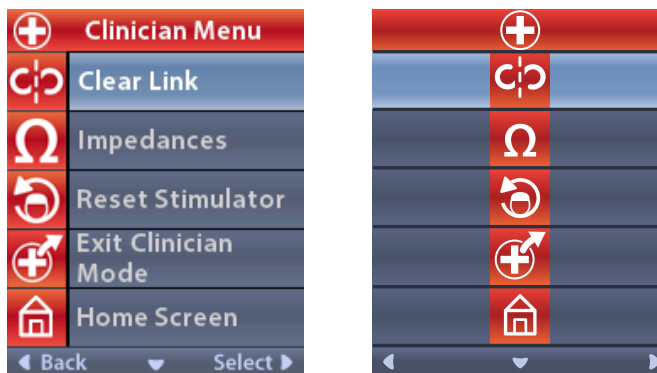 Clinician Menu
Clear Link
Ω Impedances
Reset Stimulator
Exit Clinician
Mode
Home Screen
Back Select
Ω